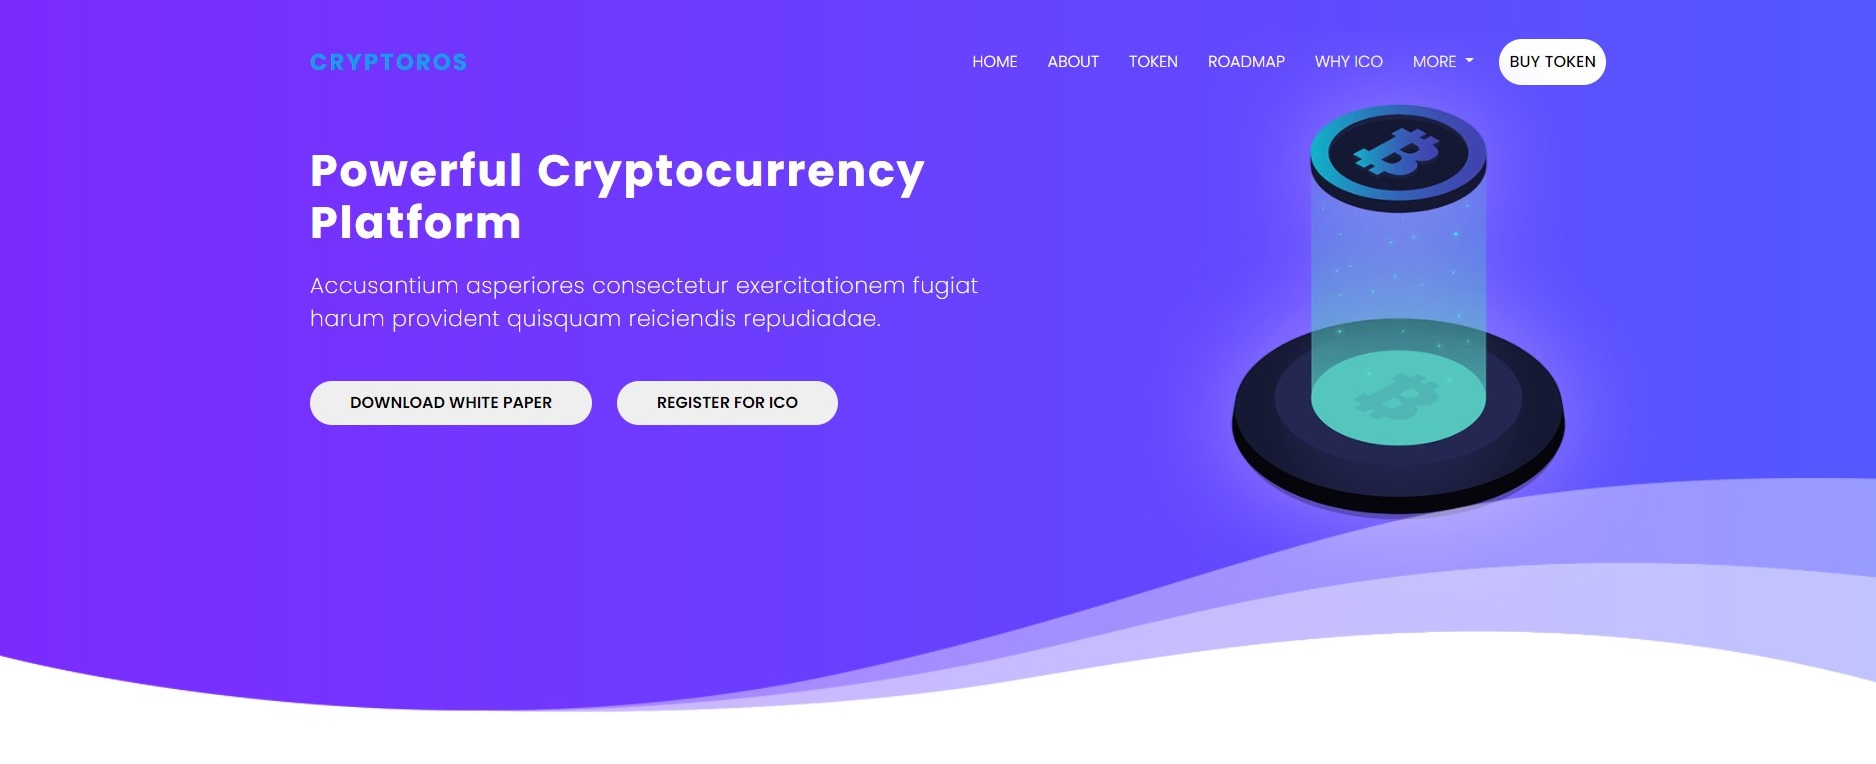 CRYPTOROS
HOME ABOUT TOKEN ROADMAP WHY ICO MORE BUY TOKEN
Powerful Cryptocurrency
Platform
Accusantium asperiores consectetur exercitationem fugiat
harum provident quisquam reiciendis repudiadae.
DOWNLOAD WHITE PAPER REGISTER FOR ICO